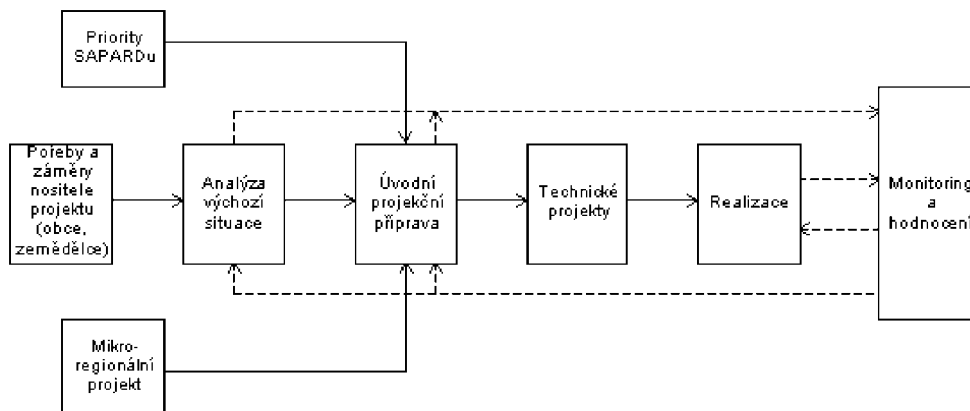 Priority
SAPARDu
Pořeby a
záměry
nositele
projektu
(obce,
zemědělce)
Analýza
výchozí
situace
Úvodní
projekční
příprava
Technické
projekty
Realizace
Monitoring
a
hodnocení
Mikro-
regionální
projekt